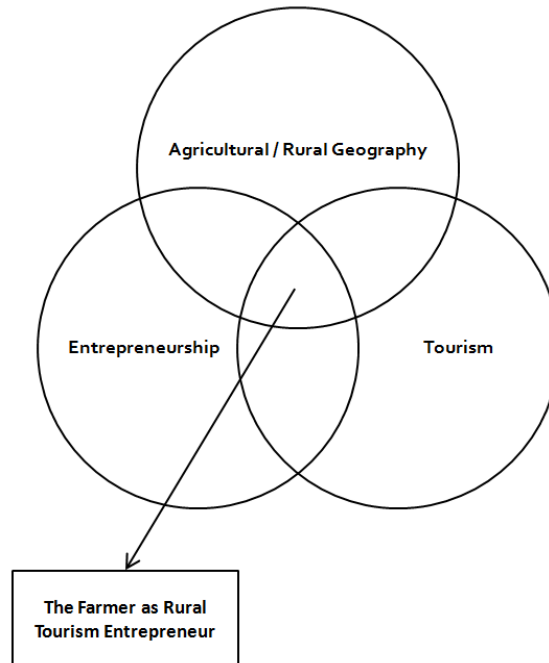 Agricultural / Rural Geography
Entrepreneurship
Tourism
The Farmer as Rural
Tourism Entrepreneur